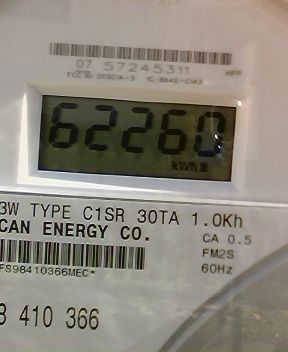 07 57245311
62260
kWh
3W TYPE C1SR 30TA 1.0Kh
CAN ENERGY CO.
CA 0.5
FM2S
60Hz
FS98410366MEC*
8 410 366